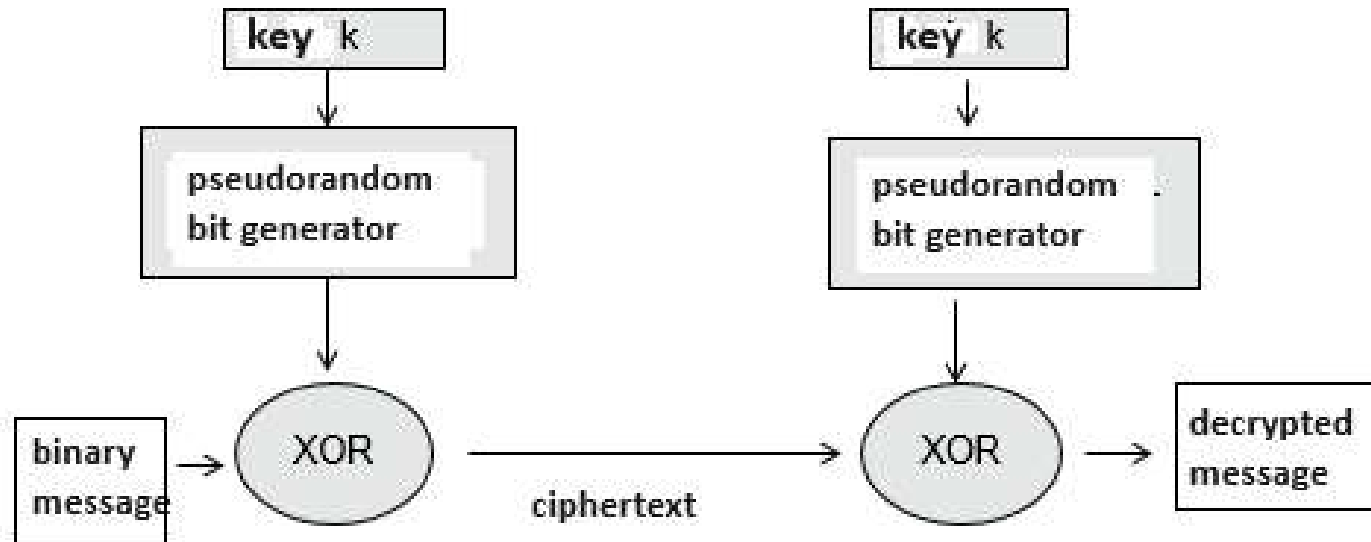 key k
key k
pseudorandom
bit generator
pseudorandom
bit generator
XOR
XOR
binary
message
ciphertext
decrypted
message